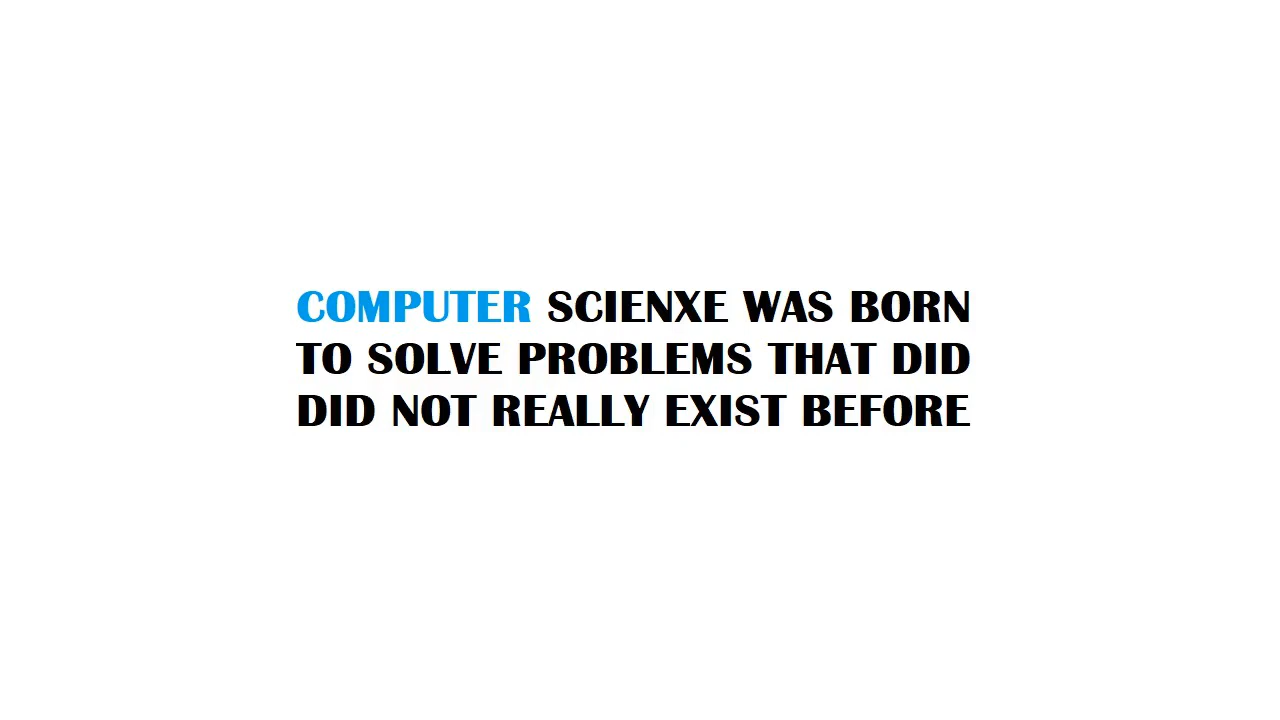 COMPUTER SCIENXE WAS BORN
TO SOLVE PROBLEMS THAT DID
DID NOT REALLY EXIST BEFORE